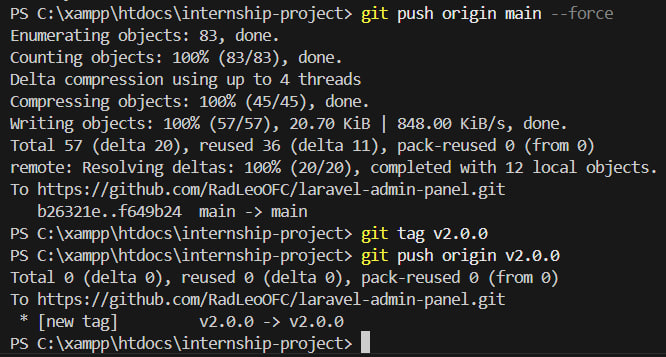 PS C:\xampp\htdocs\internship-project> git push origin main --force
Enumerating objects: 83, done.
Counting objects: 100% (83/83), done.
Delta compression using up to 4 threads
Compressing objects: 100% (45/45), done.
Writing objects: 100% (57/57), 20.70 KiB | 848.00 KiB/s, done.
Total 57 (delta 20), reused 36 (delta 11), pack-reused 0 (from 0)
remote: Resolving deltas: 100% (20/20), completed with 12 local objects.
To https://github.com/RadLeoOFC/laravel-admin-panel.git
   b26321e..f649b24  main -> main
PS C:\xampp\htdocs\internship-project> git tag v2.0.0
PS C:\xampp\htdocs\internship-project> git push origin v2.0.0
Total 0 (delta 0), reused 0 (delta 0), pack-reused 0 (from 0)
To https://github.com/RadLeoOFC/laravel-admin-panel.git
 * [new tag]         v2.0.0 -> v2.0.0
PS C:\xampp\htdocs\internship-project>